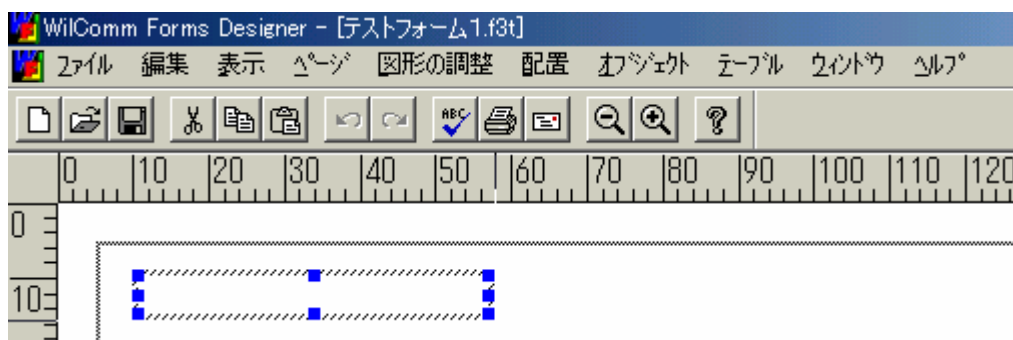 WilComm Forms Designer - [テストフォーム1.f3t]
ﾌｧｲﾙ 編集 表示 ﾍﾟｰｼﾞ 図形の調整 配置 ｵﾌﾞｼﾞｪｸﾄ ﾃｰﾌﾞﾙ ｳｨﾝﾄﾞｳ ﾍﾙﾌﾟ
ABC
0 10 20 30 40 50 60 70 80 90 100 110 120
0
10